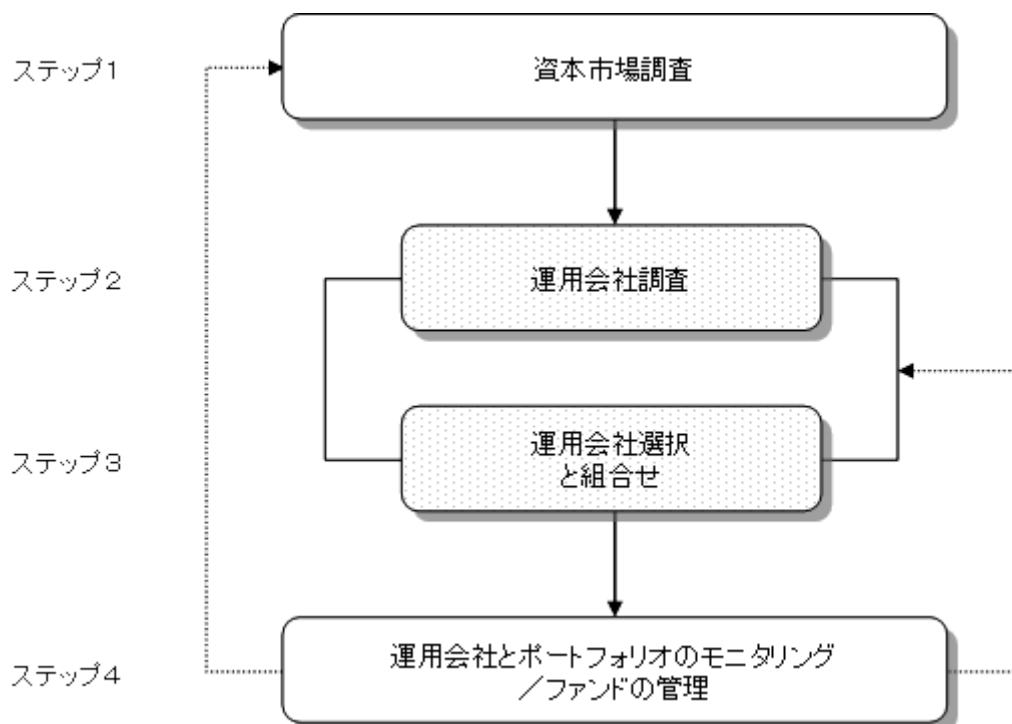 ステップ1
資本市場調査
ステップ2
運用会社調査
ステップ3
運用会社選択
と組合せ
ステップ4
運用会社とポートフォリオのモニタリング
/ファンドの管理